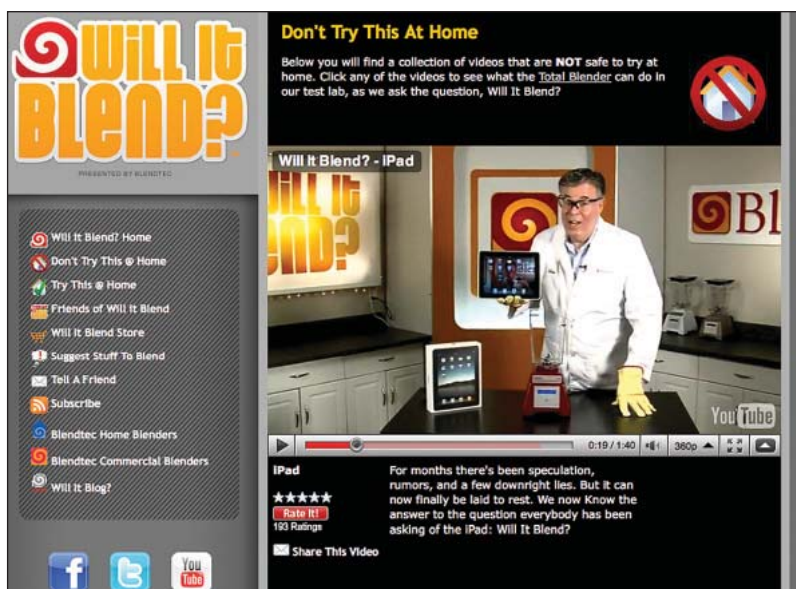 WILL IT
BLEND?
PRESENTED BY BLENDTEC
Will It Blend? Home
Don't Try This @ Home
Try This @ Home
Friends of Will It Blend
Will It Blend Store
Suggest Stuff To Blend
Tell A Friend
Subscribe
Blendtec Home Blenders
Blendtec Commercial Blenders
Will It Blog?
f
t
You
Tube
Don't Try This At Home
Below you will find a collection of videos that are NOT safe to try at
home. Click any of the videos to see what the Total Blender can do in
our test lab, as we ask the question, Will It Blend?
Will It Blend? - iPad
ILL IT
END?
Bl
YouTube
0:19 / 1:40
360p
iPad
Rate It!
193 Ratings
Share This Video
For months there's been speculation,
rumors, and a few downright lies. But it can
now finally be laid to rest. We now Know the
answer to the question everybody has been
asking of the iPad: Will It Blend?